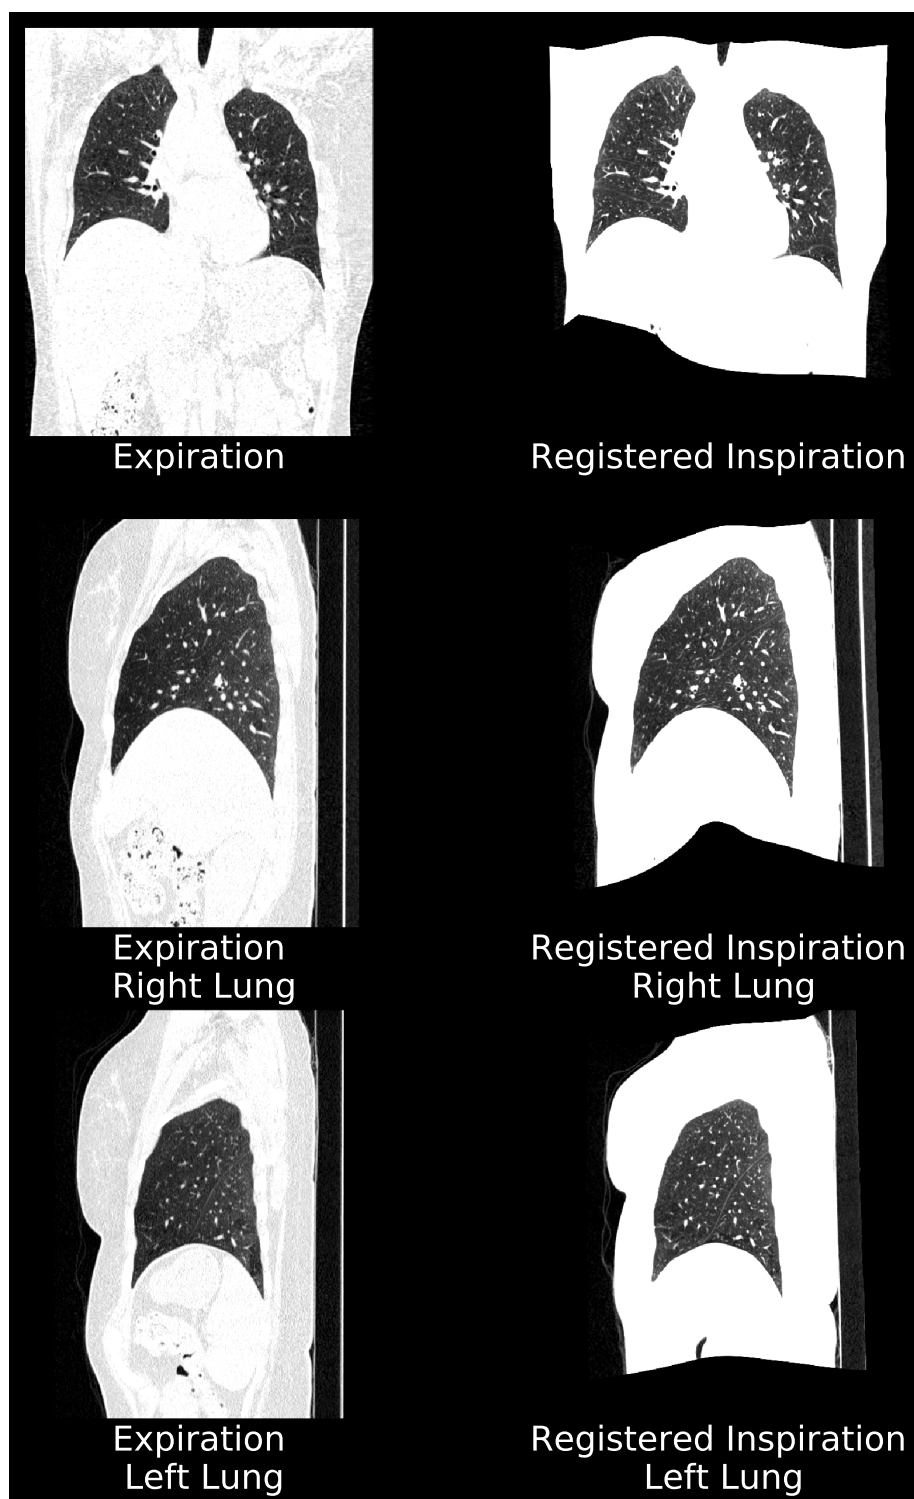 Expiration
Registered Inspiration
Expiration
Right Lung
Registered Inspiration
Right Lung
Expiration
Left Lung
Registered Inspiration
Left Lung